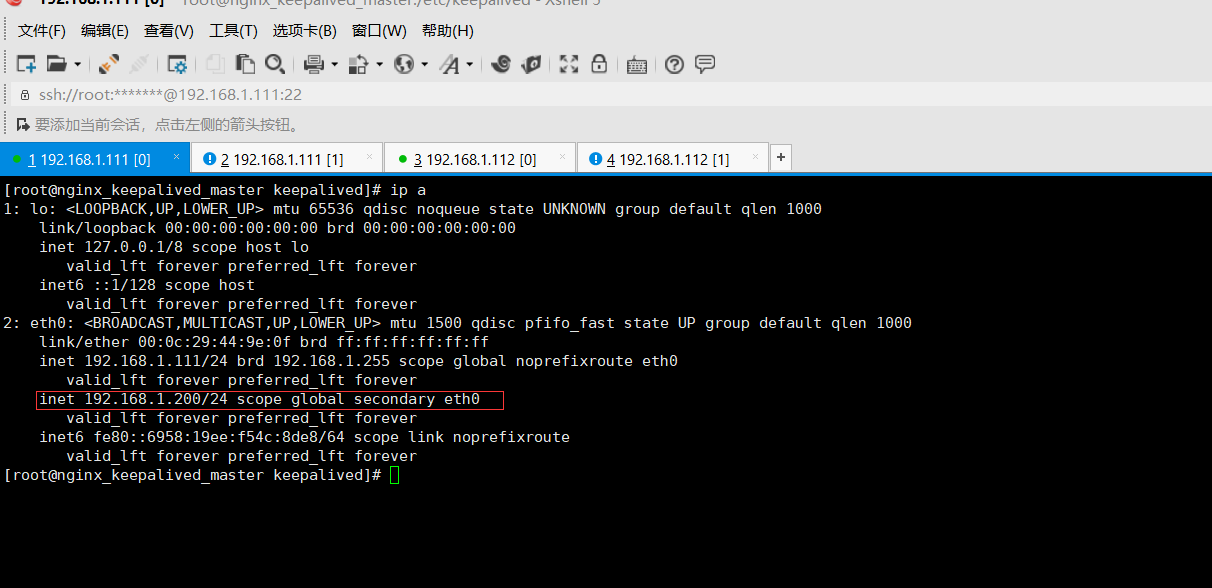 192.168.1.111 [0] root@nginx_keepalived_master:/etc/keepalived - Xshell 5
文件(F) 编辑(E) 查看(V) 工具(T) 选项卡(B) 窗口(W) 帮助(H)
ssh://root:*******@192.168.1.111:22
要添加当前会话，点击左侧的箭头按钮。
1 192.168.1.111 [0] × 2 192.168.1.111 [1] × 3 192.168.1.112 [0] × 4 192.168.1.112 [1] × +
[root@nginx_keepalived_master keepalived]# ip a
1: lo: <LOOPBACK,UP,LOWER_UP> mtu 65536 qdisc noqueue state UNKNOWN group default qlen 1000
    link/loopback 00:00:00:00:00:00 brd 00:00:00:00:00:00
    inet 127.0.0.1/8 scope host lo
       valid_lft forever preferred_lft forever
    inet6 ::1/128 scope host
       valid_lft forever preferred_lft forever
2: eth0: <BROADCAST,MULTICAST,UP,LOWER_UP> mtu 1500 qdisc pfifo_fast state UP group default qlen 1000
    link/ether 00:0c:29:44:9e:0f brd ff:ff:ff:ff:ff:ff
    inet 192.168.1.111/24 brd 192.168.1.255 scope global noprefixroute eth0
       valid_lft forever preferred_lft forever
    inet 192.168.1.200/24 scope global secondary eth0
       valid_lft forever preferred_lft forever
    inet6 fe80::6958:19ee:f54c:8de8/64 scope link noprefixroute
       valid_lft forever preferred_lft forever
[root@nginx_keepalived_master keepalived]#